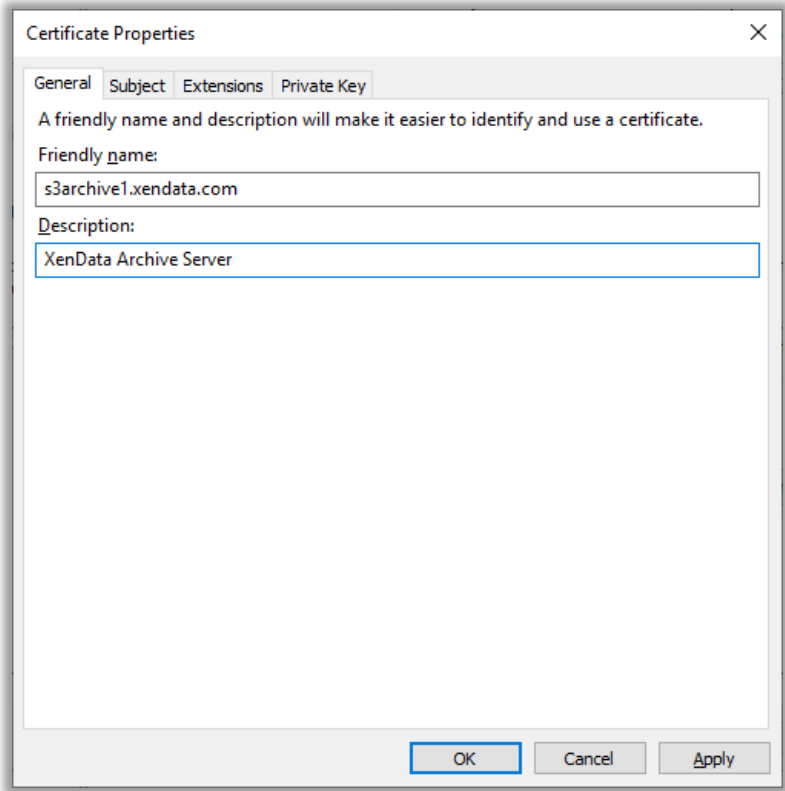 Certificate Properties
General Subject Extensions Private Key
A friendly name and description will make it easier to identify and use a certificate.
Friendly name:
s3archive1.xendata.com
Description:
XenData Archive Server
OK Cancel Apply